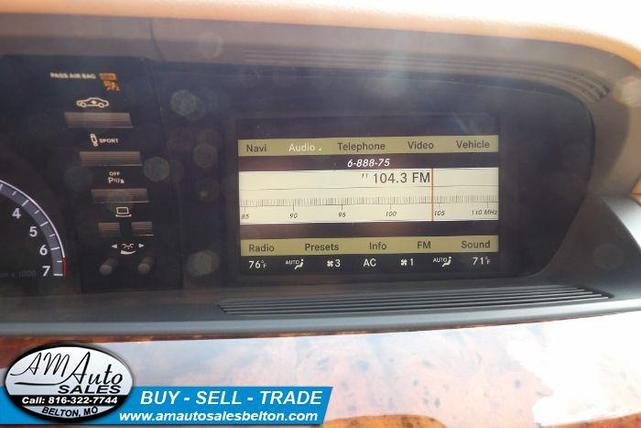 PASS AIR BAG
SPORT
OFF
Navi Audio Telephone Video Vehicle
6-888-75
104.3 FM
85 90 95 100 105 110 MHz
Radio Presets Info FM Sound
76°F AUTO 3 AC 1 AUTO 71°F
4
5
6
7
x 1000
AM Auto
SALES
Call: 816-322-7744
BELTON, MO
BUY - SELL - TRADE
www.amautosalesbelton.com